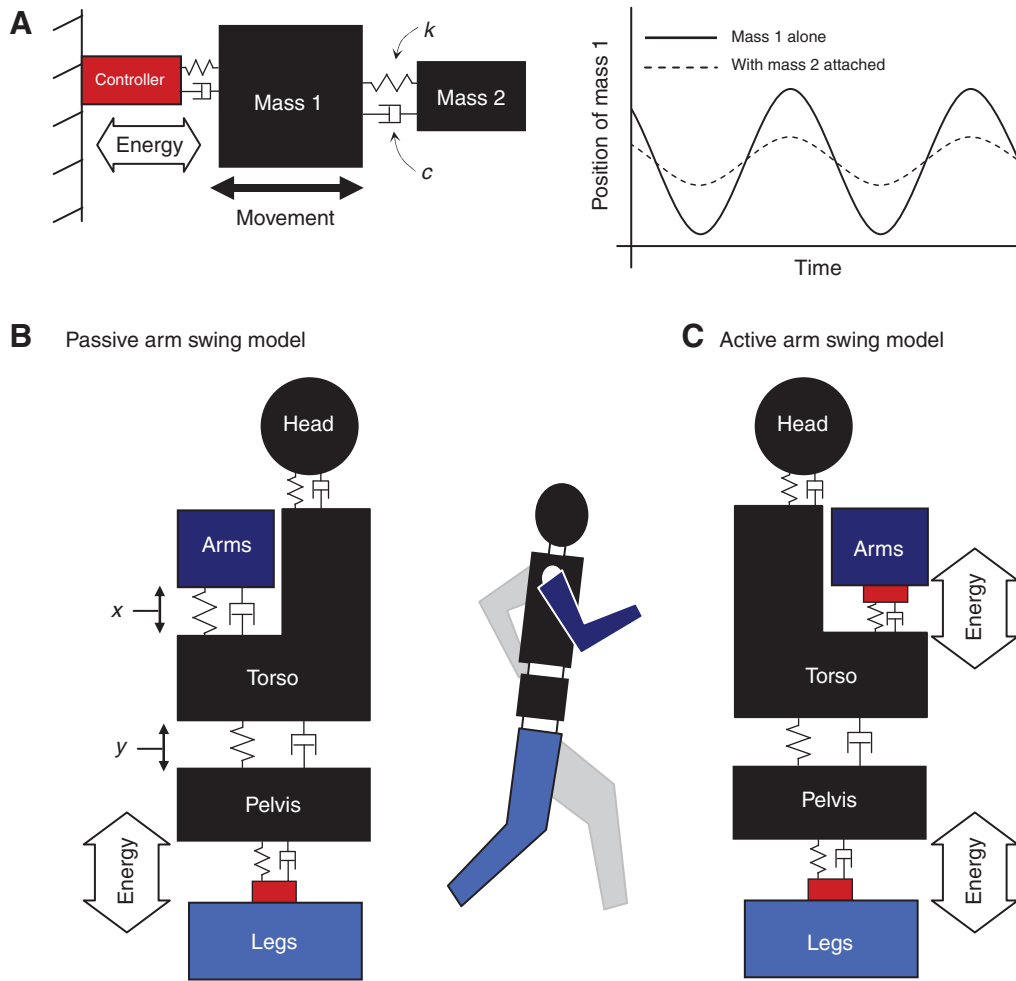 A
Controller
Energy
Mass 1
Movement
k
c
Mass 2
Position of mass 1
Mass 1 alone
With mass 2 attached
Time
B Passive arm swing model
Head
Arms
x
Torso
y
Pelvis
Energy
Legs
C Active arm swing model
Head
Arms
Energy
Torso
Pelvis
Energy
Legs